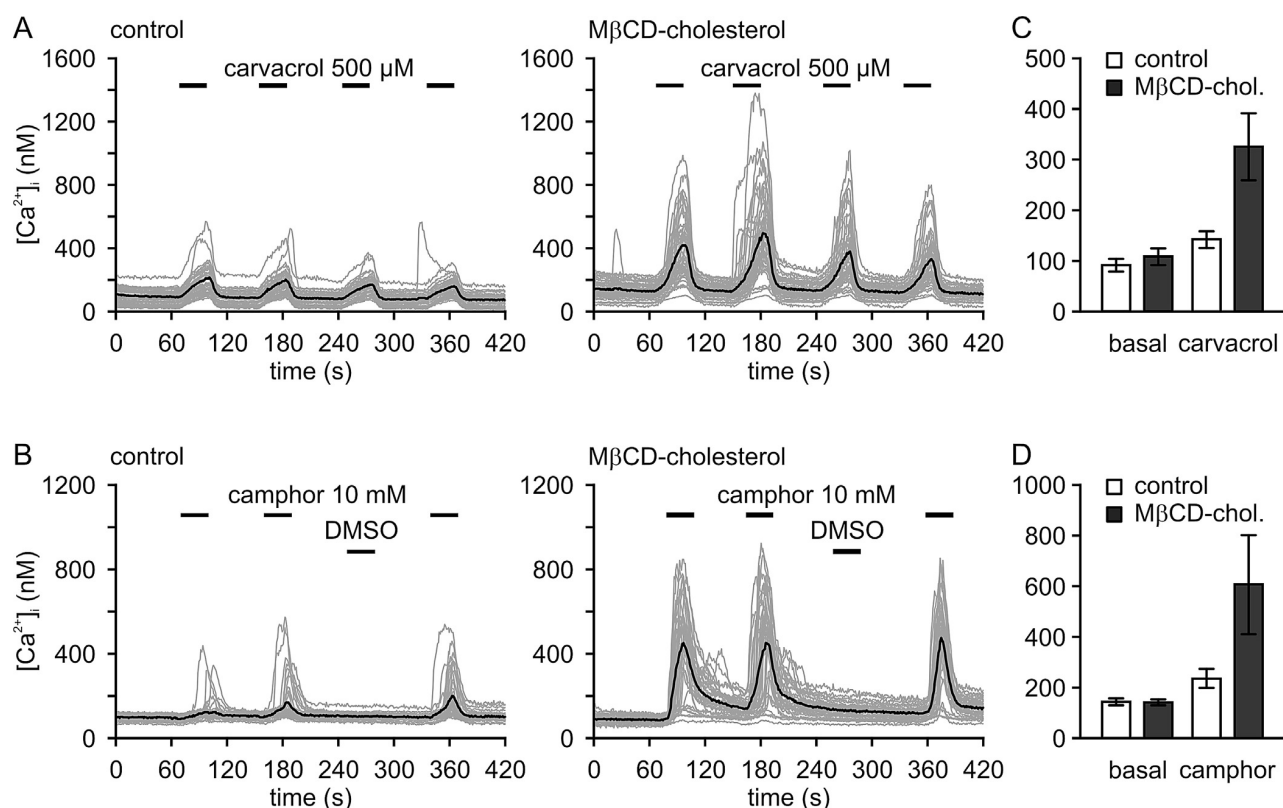 A
control
carvacrol 500 µM
[Ca²⁺]ᵢ (nM)
1600
1200
800
400
0
0 60 120 180 240 300 360 420
time (s)
MβCD-cholesterol
carvacrol 500 µM
1600
1200
800
400
0
0 60 120 180 240 300 360 420
time (s)
C
500
400
300
200
100
0
control
MβCD-chol.
basal carvacrol
B
control
camphor 10 mM
DMSO
[Ca²⁺]ᵢ (nM)
1200
800
400
0
0 60 120 180 240 300 360 420
time (s)
MβCD-cholesterol
camphor 10 mM
DMSO
1200
800
400
0
0 60 120 180 240 300 360 420
time (s)
D
1000
800
600
400
200
0
control
MβCD-chol.
basal camphor